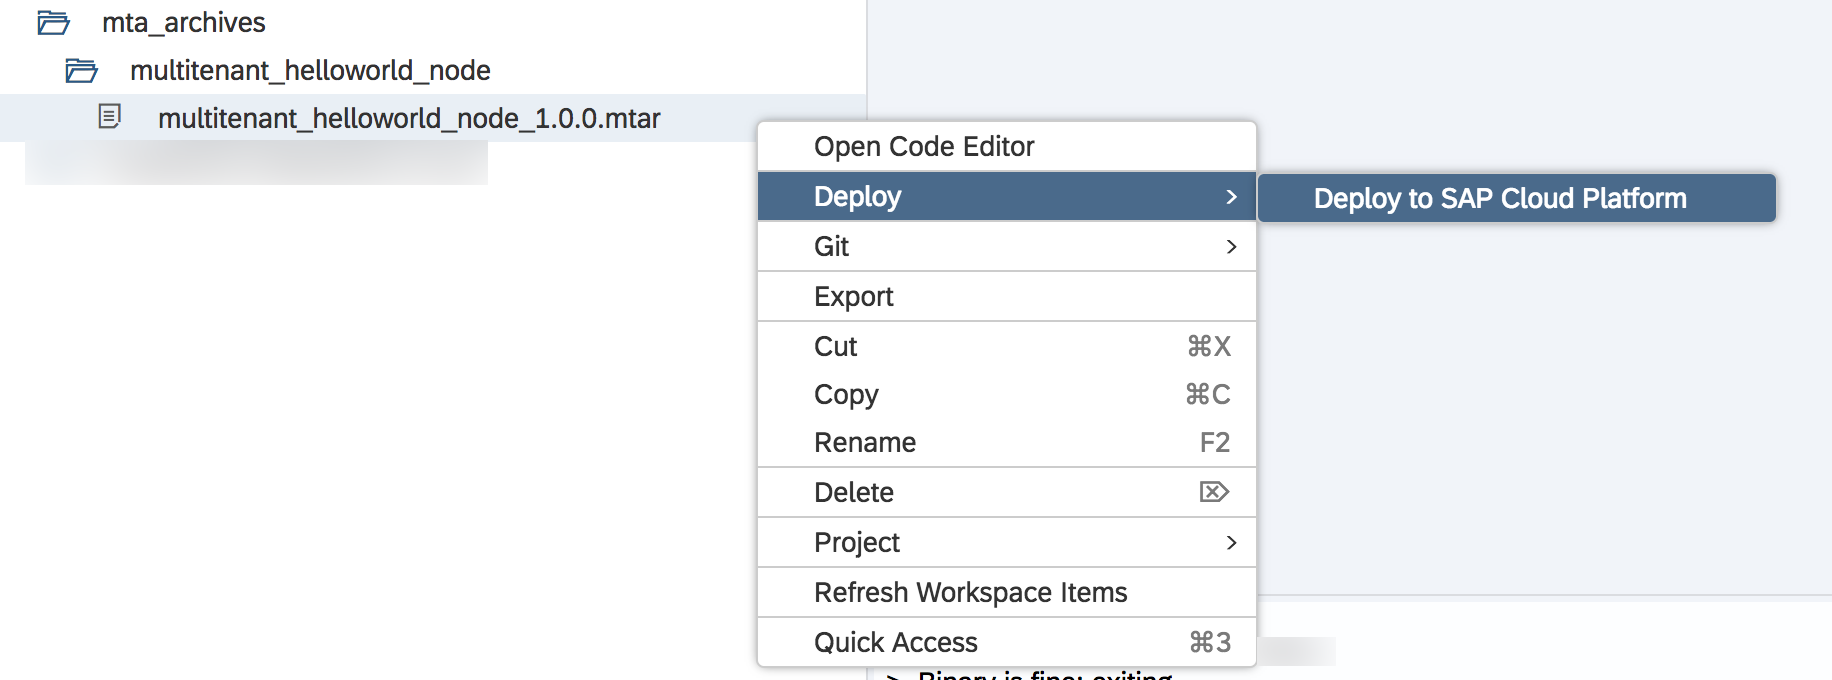 mta_archives
multitenant_helloworld_node
multitenant_helloworld_node_1.0.0.mtar
Open Code Editor
Deploy >
Deploy to SAP Cloud Platform
Git >
Export
Cut ⌘X
Copy ⌘C
Rename F2
Delete ⌦
Project >
Refresh Workspace Items
Quick Access ⌘3
> Binary is fine; exiting